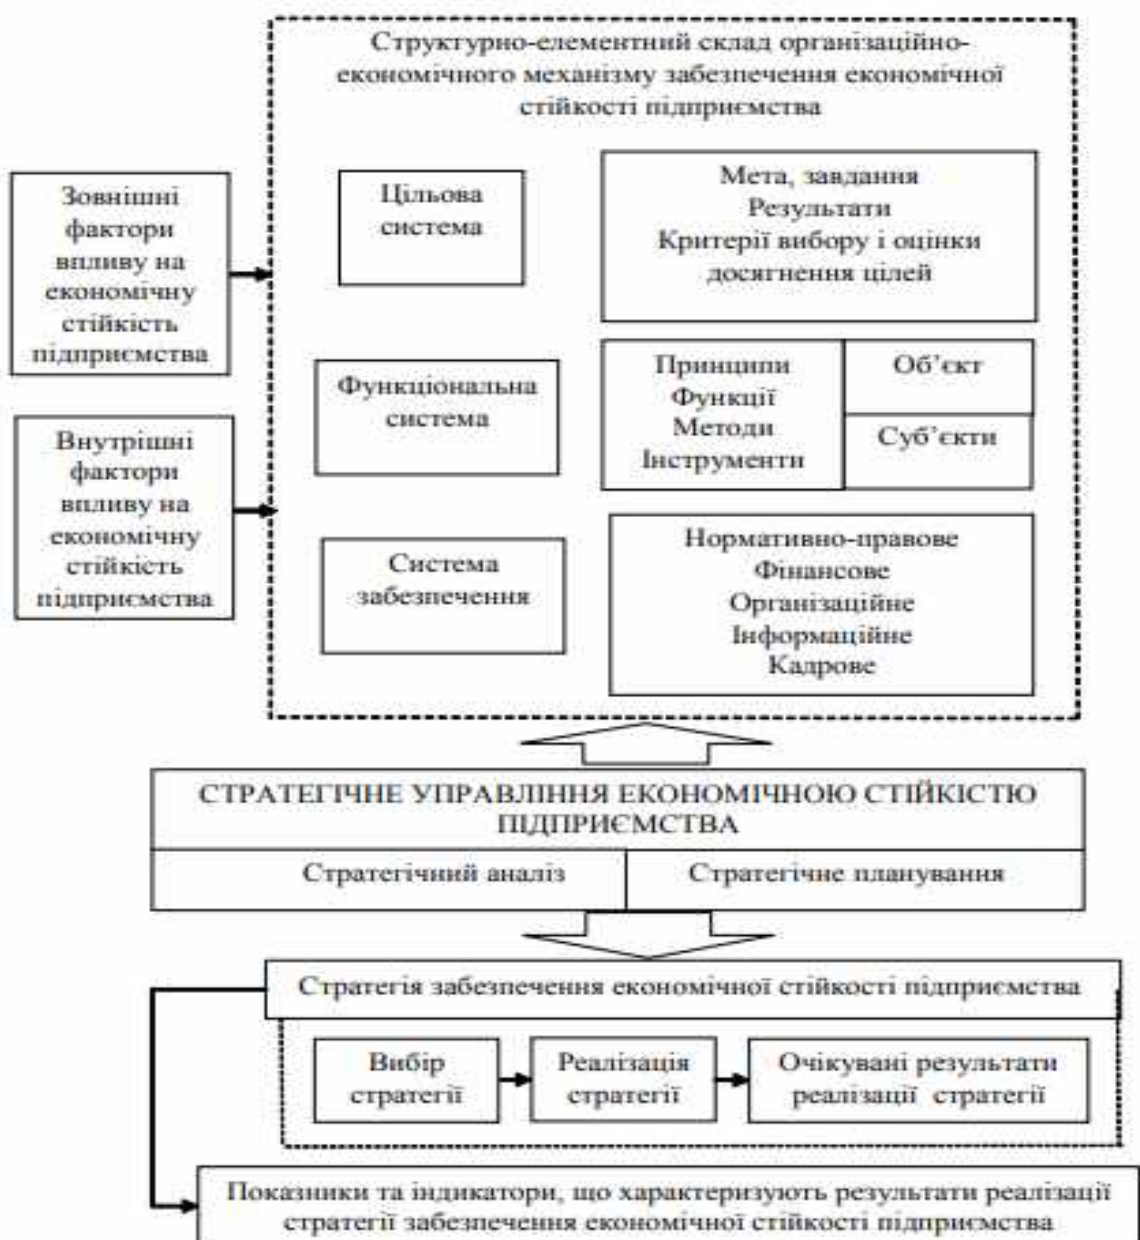 Структурно-елементний склад організаційно-
економічного механізму забезпечення економічної
стійкості підприємства
Зовнішні
фактори
впливу на
економічну
стійкість
підприємства
Внутрішні
фактори
впливу на
економічну
стійкість
підприємства
Цільова
система
Мета, завдання
Результати
Критерії вибору і оцінки
досягнення цілей
Функціональна
система
Принципи
Функції
Методи
Інструменти
Об’єкт
Суб’єкти
Система
забезпечення
Нормативно-правове
Фінансове
Організаційне
Інформаційне
Кадрове
СТРАТЕГІЧНЕ УПРАВЛІННЯ ЕКОНОМІЧНОЮ СТІЙКІСТЮ
ПІДПРИЄМСТВА
Стратегічний аналіз
Стратегічне планування
Стратегія забезпечення економічної стійкості підприємства
Вибір
стратегії
Реалізація
стратегії
Очікувані результати
реалізації стратегії
Показники та індикатори, що характеризують результати реалізації
стратегії забезпечення економічної стійкості підприємства